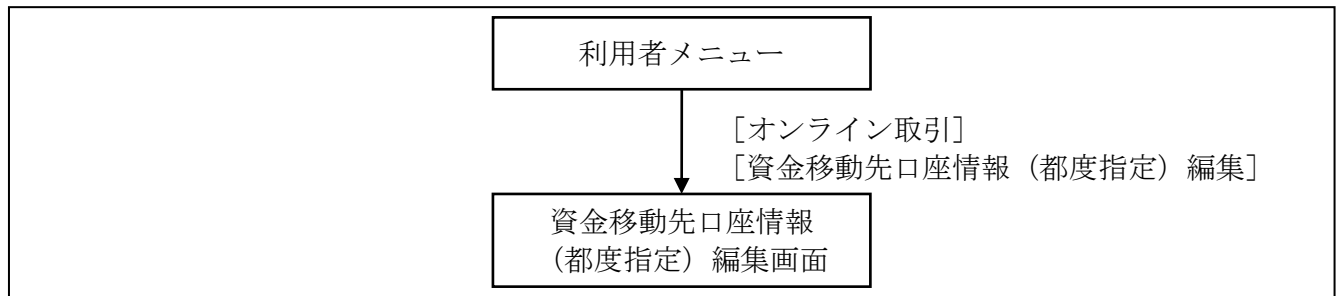 利用者メニュー
[オンライン取引]
[資金移動先口座情報(都度指定)編集]
資金移動先口座情報
(都度指定)編集画面